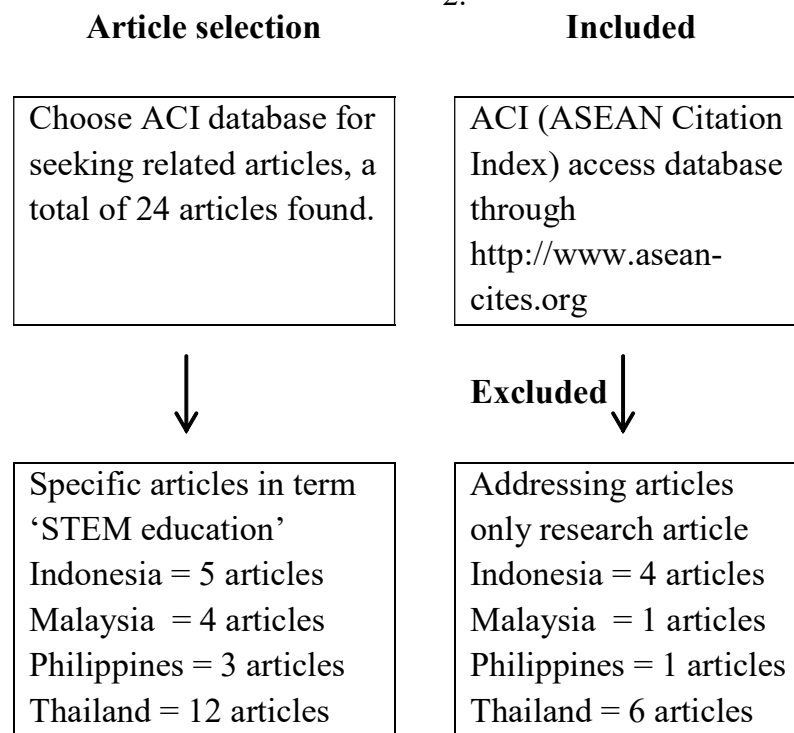 2.
Article selection
Included
Choose ACI database for
seeking related articles, a
total of 24 articles found.
ACI (ASEAN Citation
Index) access database
through
http://www.asean-
cites.org
Excluded
Specific articles in term
‘STEM education’
Indonesia = 5 articles
Malaysia = 4 articles
Philippines = 3 articles
Thailand = 12 articles
Addressing articles
only research article
Indonesia = 4 articles
Malaysia = 1 articles
Philippines = 1 articles
Thailand = 6 articles